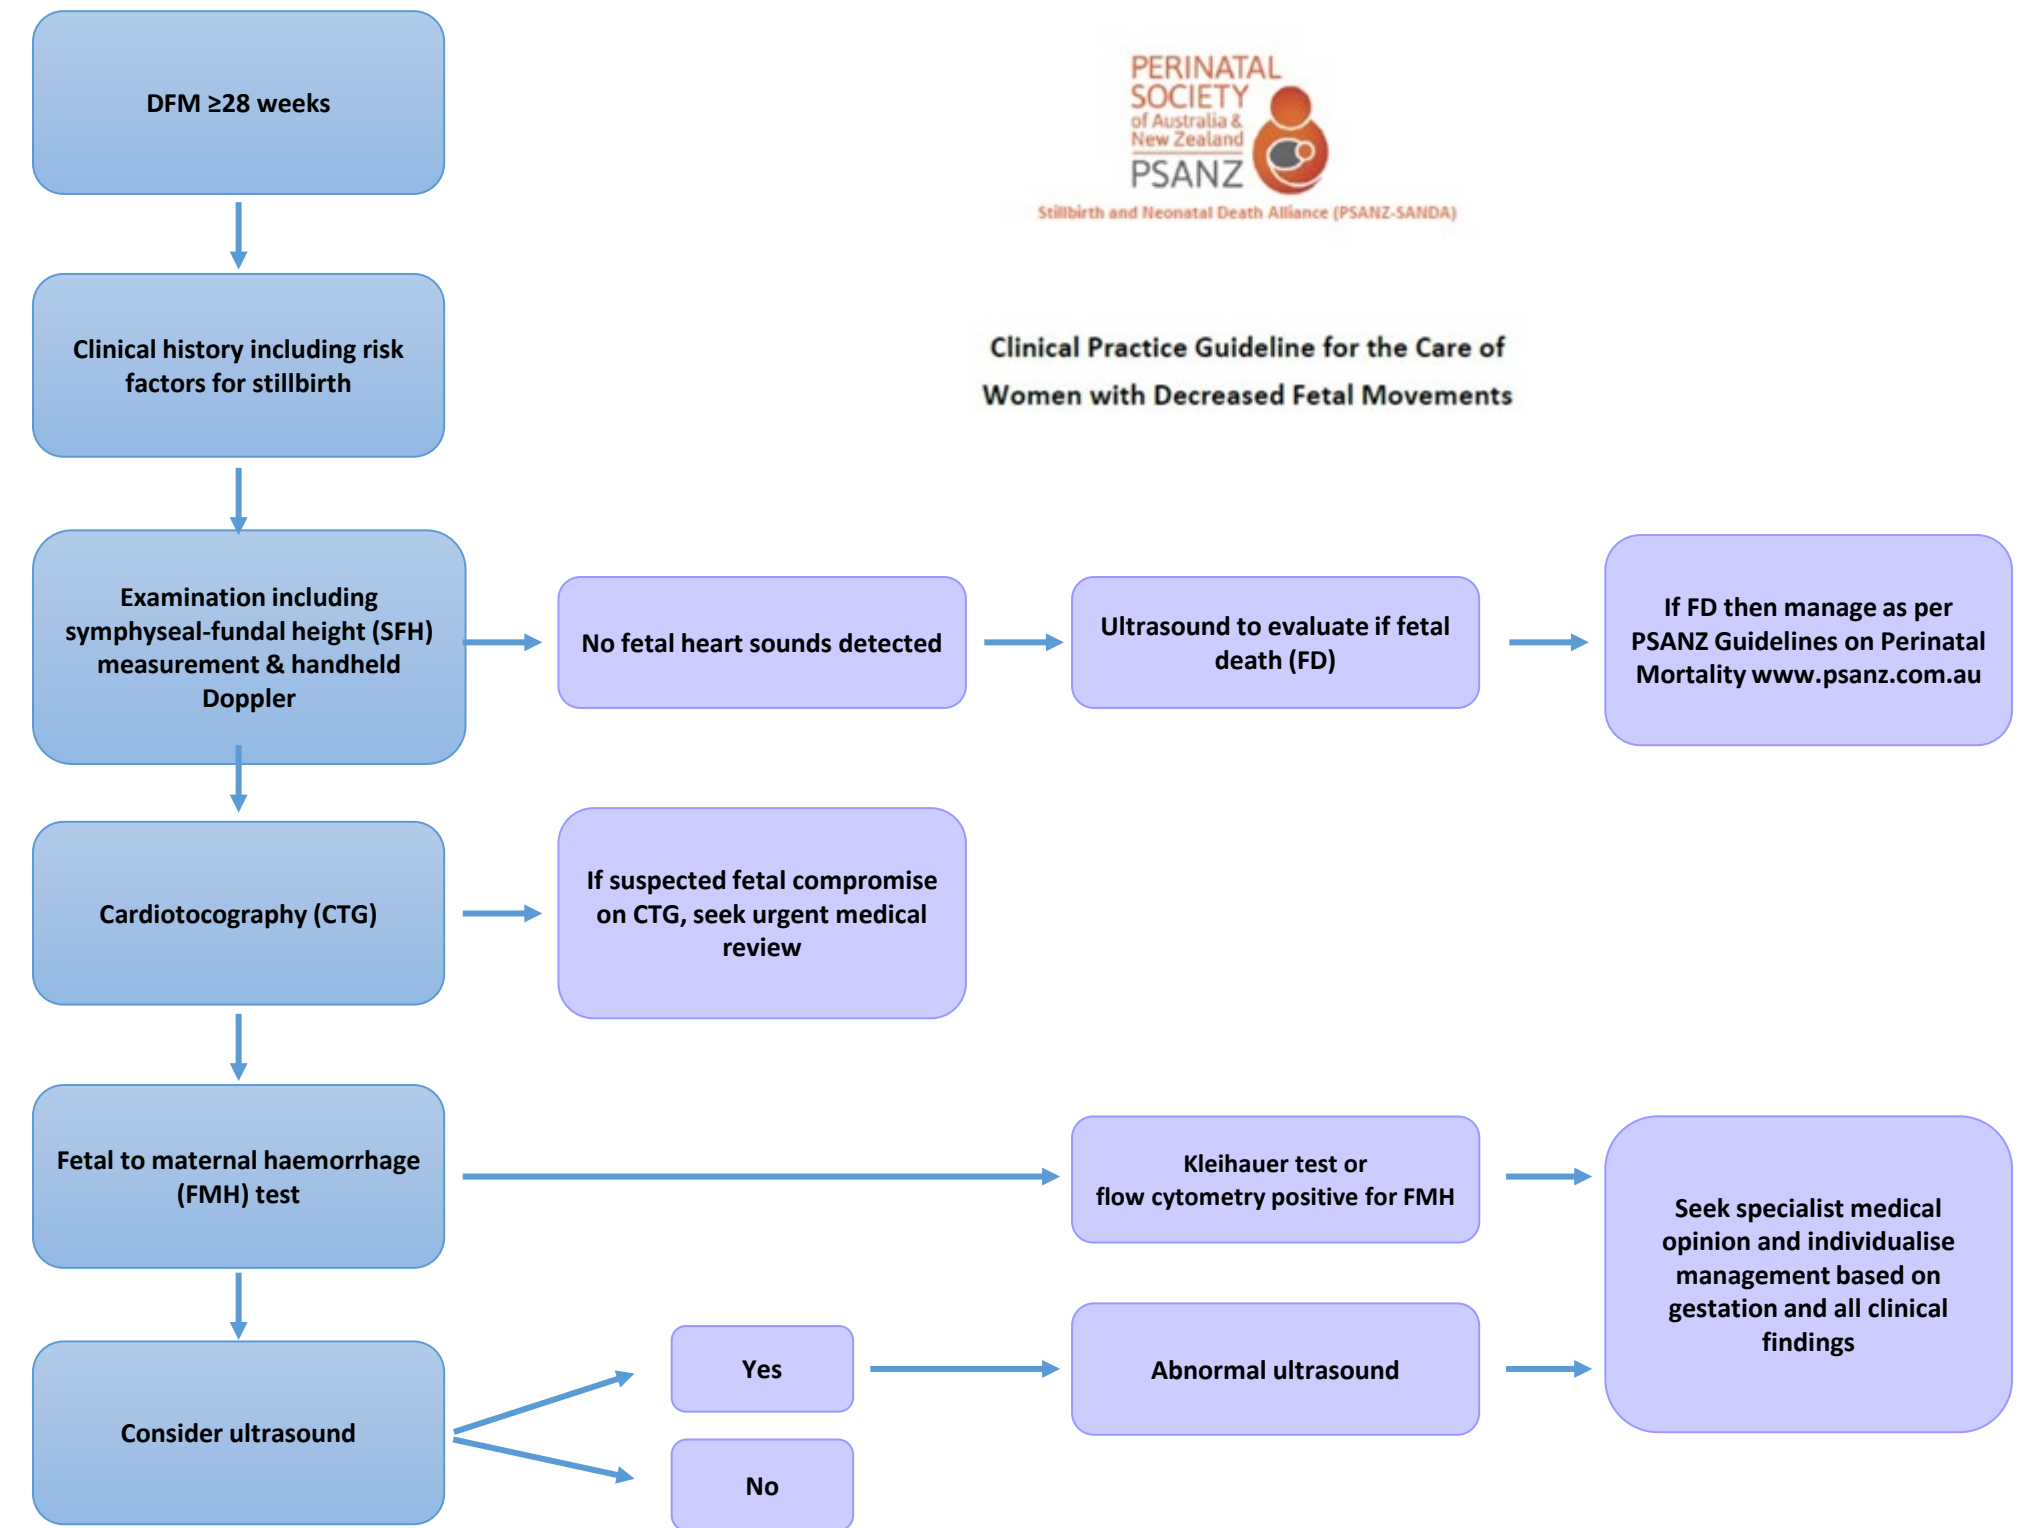 DFM ≥28 weeks
PERINATAL
SOCIETY
of Australia &
New Zealand
PSANZ
Stillbirth and Neonatal Death Alliance (PSANZ-SANDA)
Clinical Practice Guideline for the Care of
Women with Decreased Fetal Movements
Clinical history including risk
factors for stillbirth
Examination including
symphyseal-fundal height (SFH)
measurement & handheld
Doppler
No fetal heart sounds detected
Ultrasound to evaluate if fetal
death (FD)
If FD then manage as per
PSANZ Guidelines on Perinatal
Mortality www.psanz.com.au
Cardiotocography (CTG)
If suspected fetal compromise
on CTG, seek urgent medical
review
Fetal to maternal haemorrhage
(FMH) test
Kleihauer test or
flow cytometry positive for FMH
Seek specialist medical
opinion and individualise
management based on
gestation and all clinical
findings
Consider ultrasound
Yes
Abnormal ultrasound
No